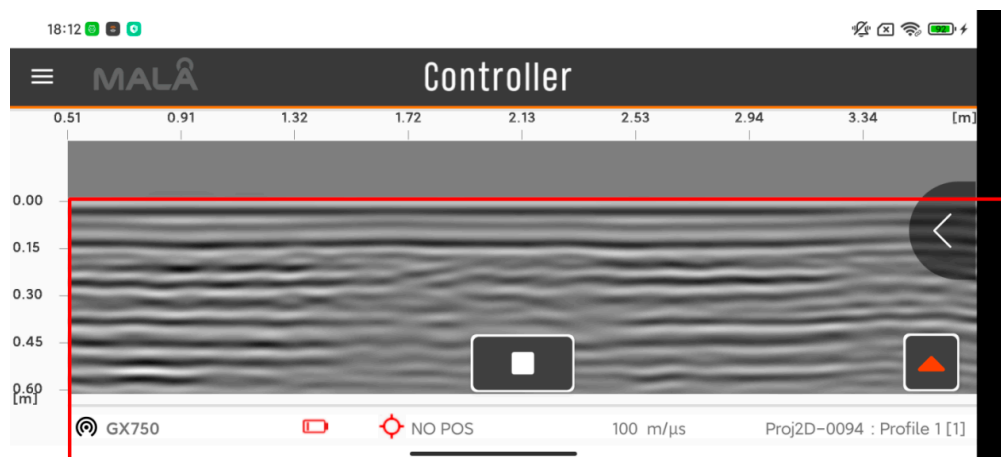 18:12
92
MALÅ
Controller
0.51 0.91 1.32 1.72 2.13 2.53 2.94 3.34 [m]
0.00
0.15
0.30
0.45
0.60
[m]
GX750 NO POS 100 m/µs Proj2D-0094 : Profile 1 [1]